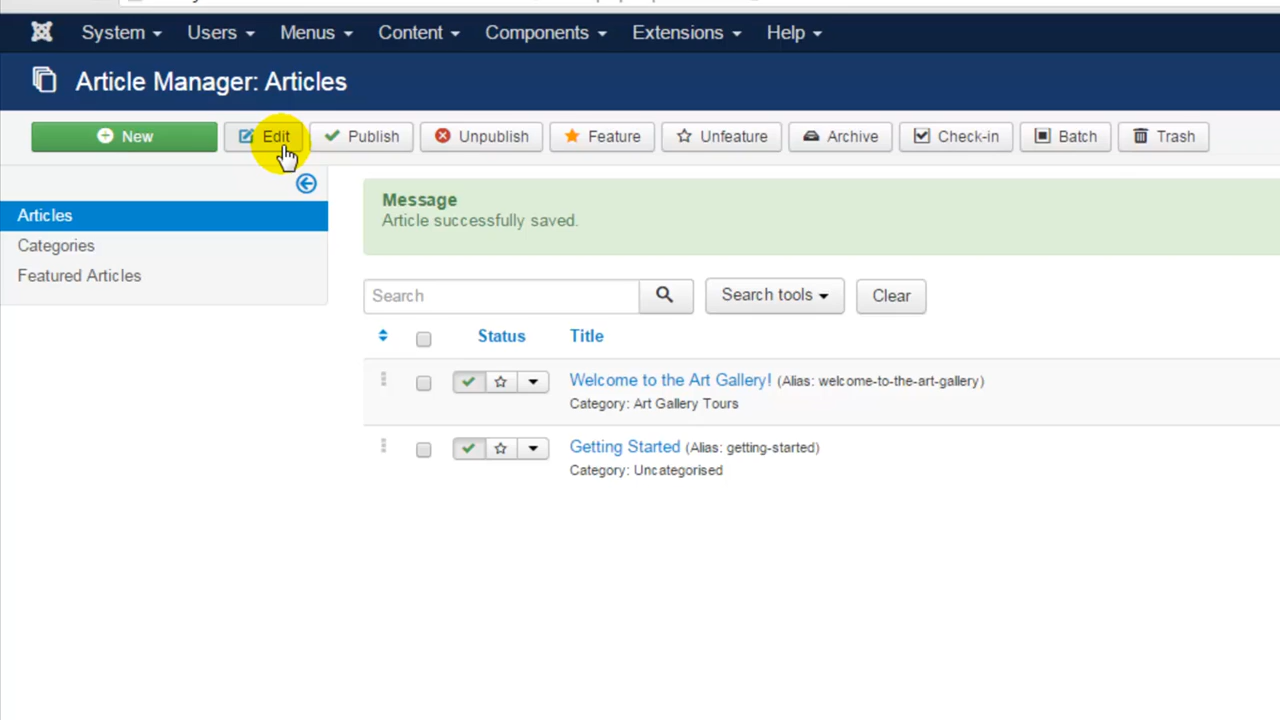 System Users Menus Content Components Extensions Help
Article Manager: Articles
New Edit Publish Unpublish Feature Unfeature Archive Check-in Batch Trash
Articles
Categories
Featured Articles
Message
Article successfully saved.
Search Search tools Clear
Status Title
Welcome to the Art Gallery! (Alias: welcome-to-the-art-gallery)
Category: Art Gallery Tours
Getting Started (Alias: getting-started)
Category: Uncategorised